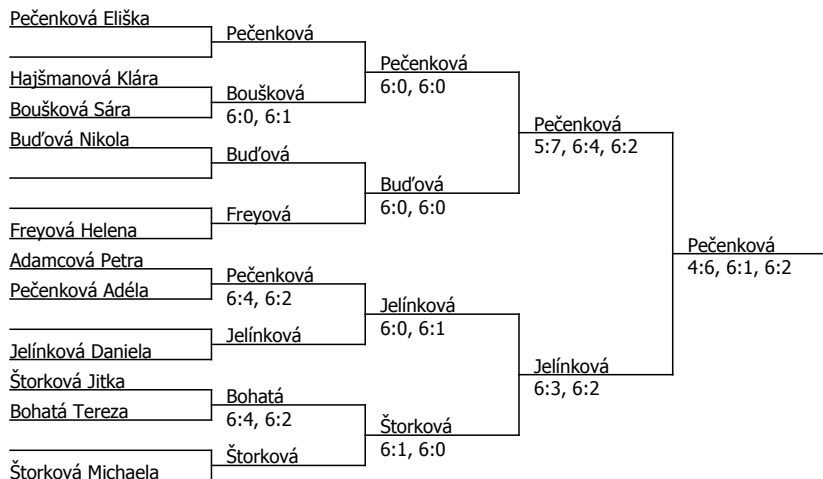 Pečenková Eliška
Pečenková
Pečenková
6:0, 6:0
Hajšmanová Klára
Boušková
6:0, 6:1
Boušková Sára
Pečenková
5:7, 6:4, 6:2
Buďová Nikola
Buďová
Buďová
6:0, 6:0
Freyová
Freyová Helena
Pečenková
4:6, 6:1, 6:2
Adamcová Petra
Pečenková
6:4, 6:2
Pečenková Adéla
Jelínková
6:0, 6:1
Jelínková
Jelínková Daniela
Jelínková
6:3, 6:2
Štorková Jitka
Bohatá
6:4, 6:2
Bohatá Tereza
Štorková
6:1, 6:0
Štorková
Štorková Michaela